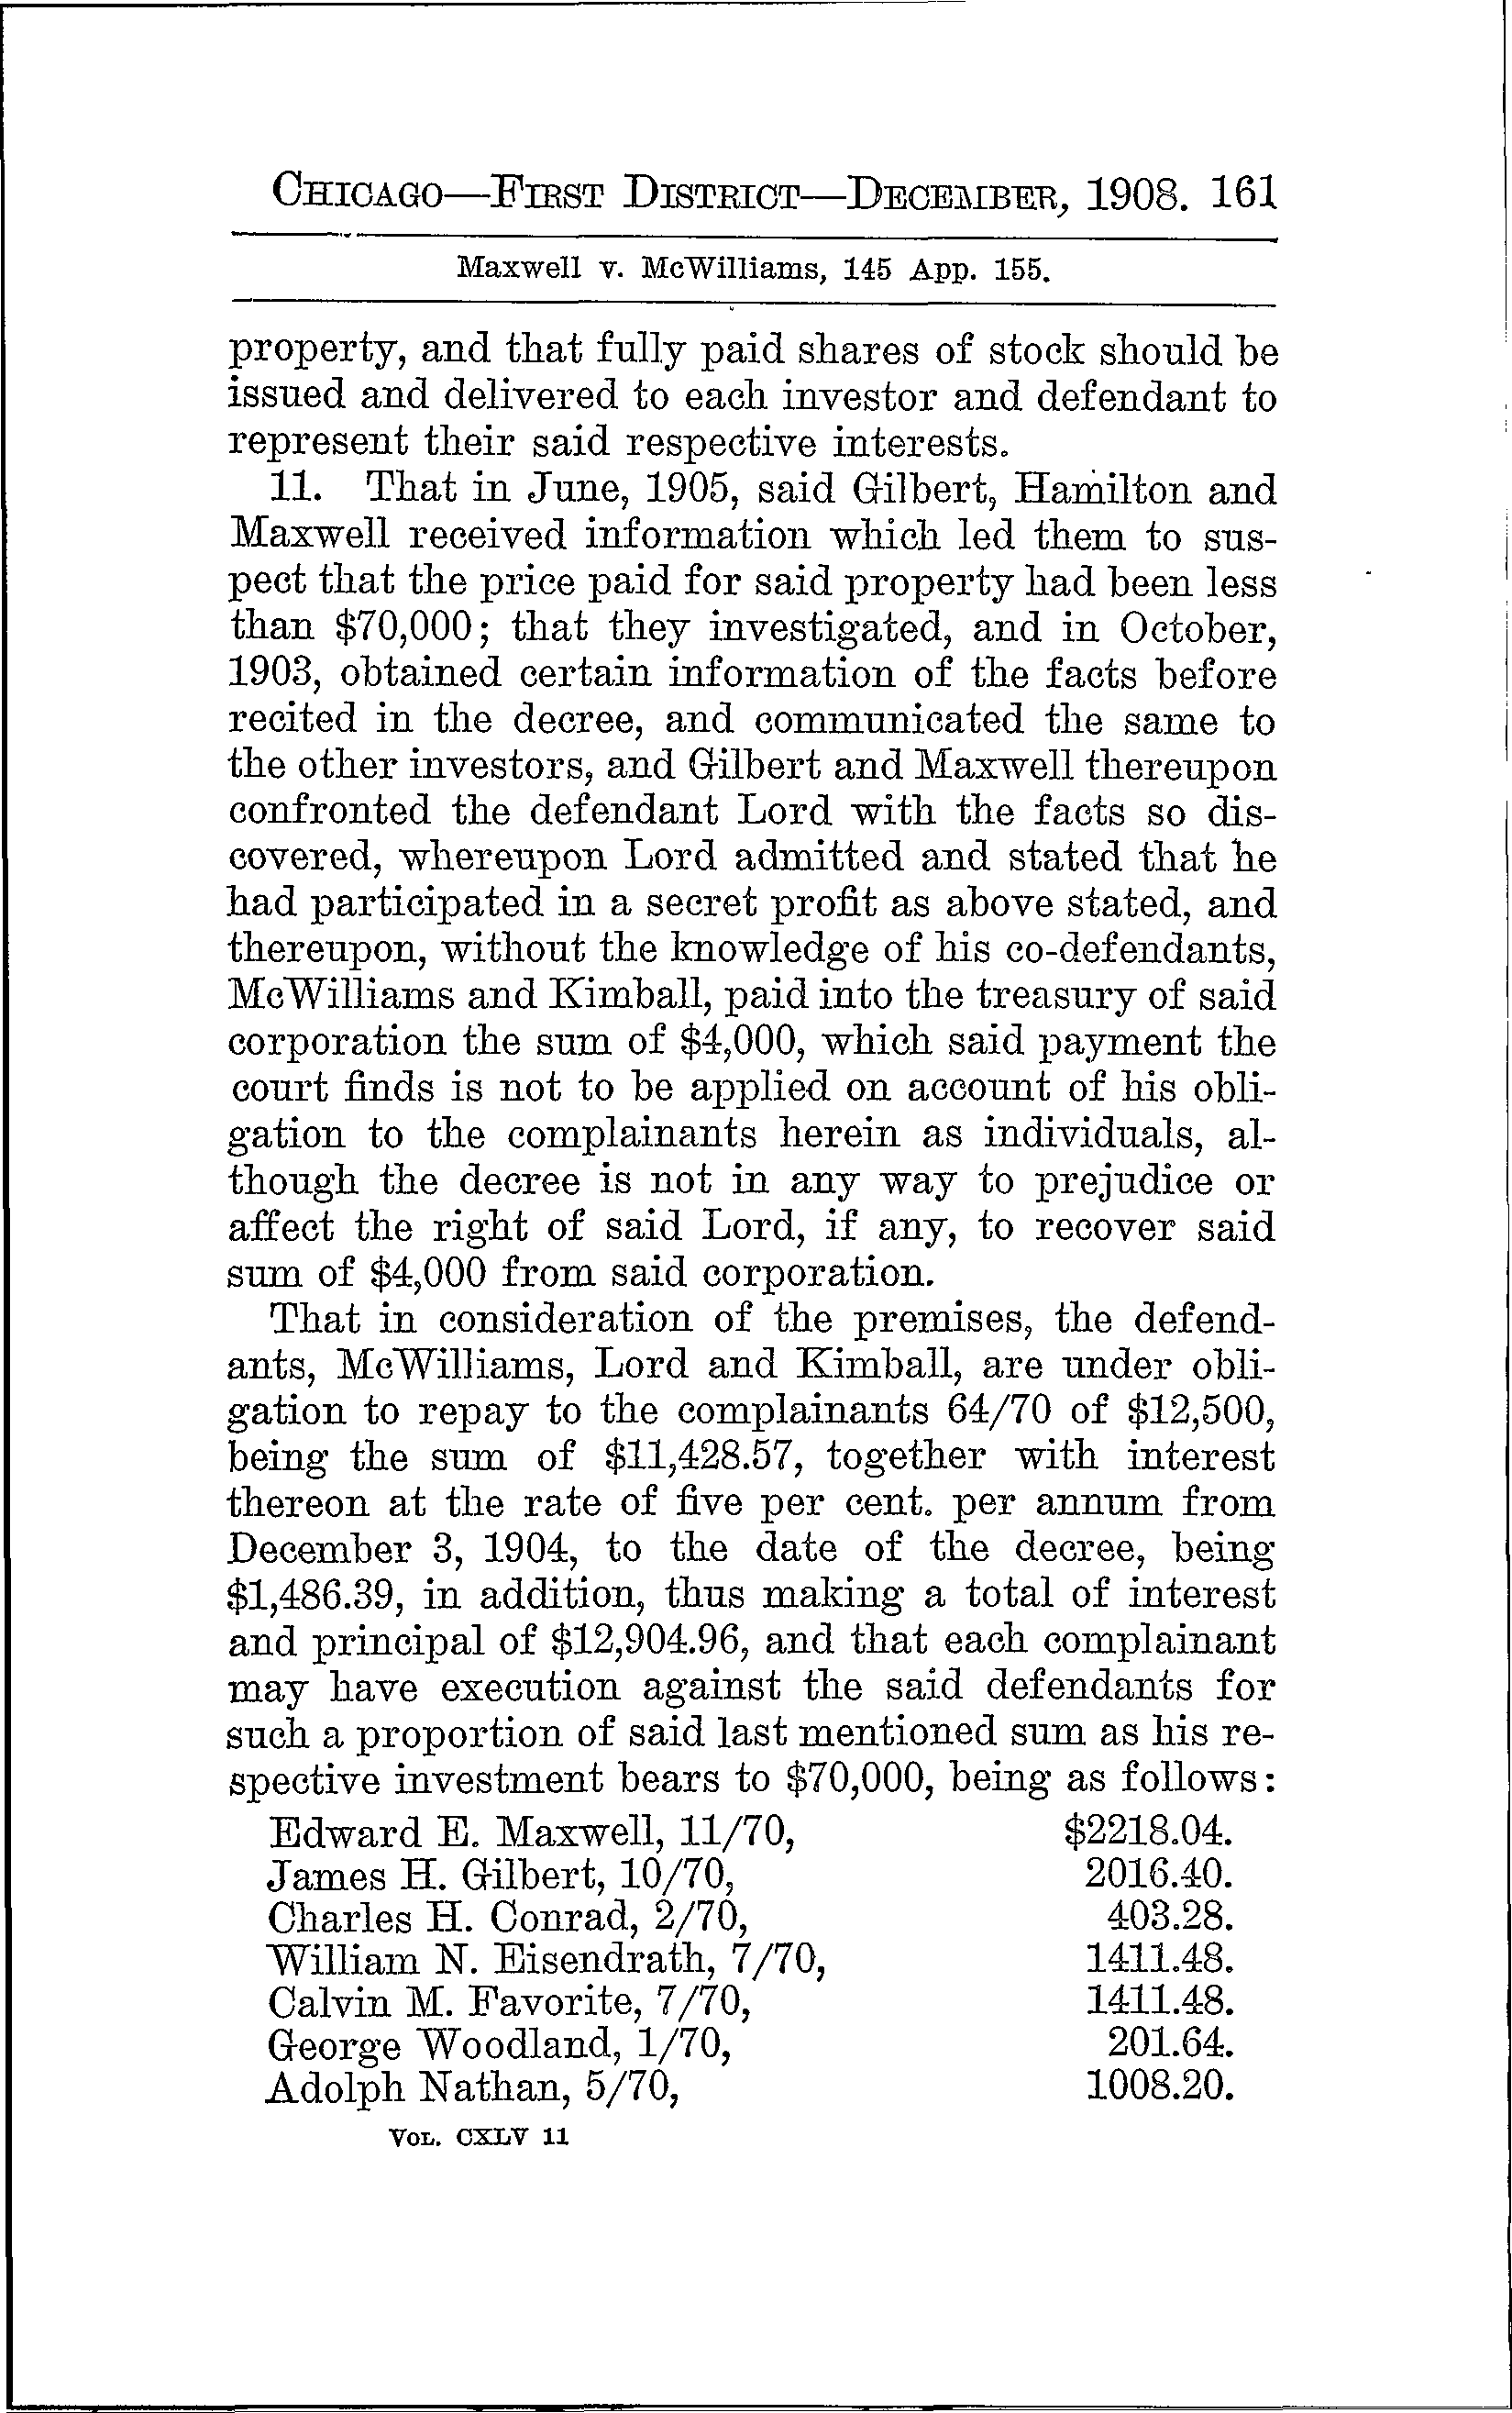 CHICAGO—FIRST DISTRICT—DECEMBER, 1908. 161
Maxwell v. McWilliams, 145 App. 155.
property, and that fully paid shares of stock should be
issued and delivered to each investor and defendant to
represent their said respective interests.
11. That in June, 1905, said Gilbert, Hamilton and
Maxwell received information which led them to sus-
pect that the price paid for said property had been less
than $70,000; that they investigated, and in October,
1903, obtained certain information of the facts before
recited in the decree, and communicated the same to
the other investors, and Gilbert and Maxwell thereupon
confronted the defendant Lord with the facts so dis-
covered, whereupon Lord admitted and stated that he
had participated in a secret profit as above stated, and
thereupon, without the knowledge of his co-defendants,
McWilliams and Kimball, paid into the treasury of said
corporation the sum of $4,000, which said payment the
court finds is not to be applied on account of his obli-
gation to the complainants herein as individuals, al-
though the decree is not in any way to prejudice or
affect the right of said Lord, if any, to recover said
sum of $4,000 from said corporation.
That in consideration of the premises, the defend-
ants, McWilliams, Lord and Kimball, are under obli-
gation to repay to the complainants 64/70 of $12,500,
being the sum of $11,428.57, together with interest
thereon at the rate of five per cent. per annum from
December 3, 1904, to the date of the decree, being
$1,486.39, in addition, thus making a total of interest
and principal of $12,904.96, and that each complainant
may have execution against the said defendants for
such a proportion of said last mentioned sum as his re-
spective investment bears to $70,000, being as follows:
Edward E. Maxwell, 11/70, $2218.04.
James H. Gilbert, 10/70, 2016.40.
Charles H. Conrad, 2/70, 403.28.
William N. Eisendrath, 7/70, 1411.48.
Calvin M. Favorite, 7/70, 1411.48.
George Woodland, 1/70, 201.64.
Adolph Nathan, 5/70, 1008.20.
VOL. CXLV 11